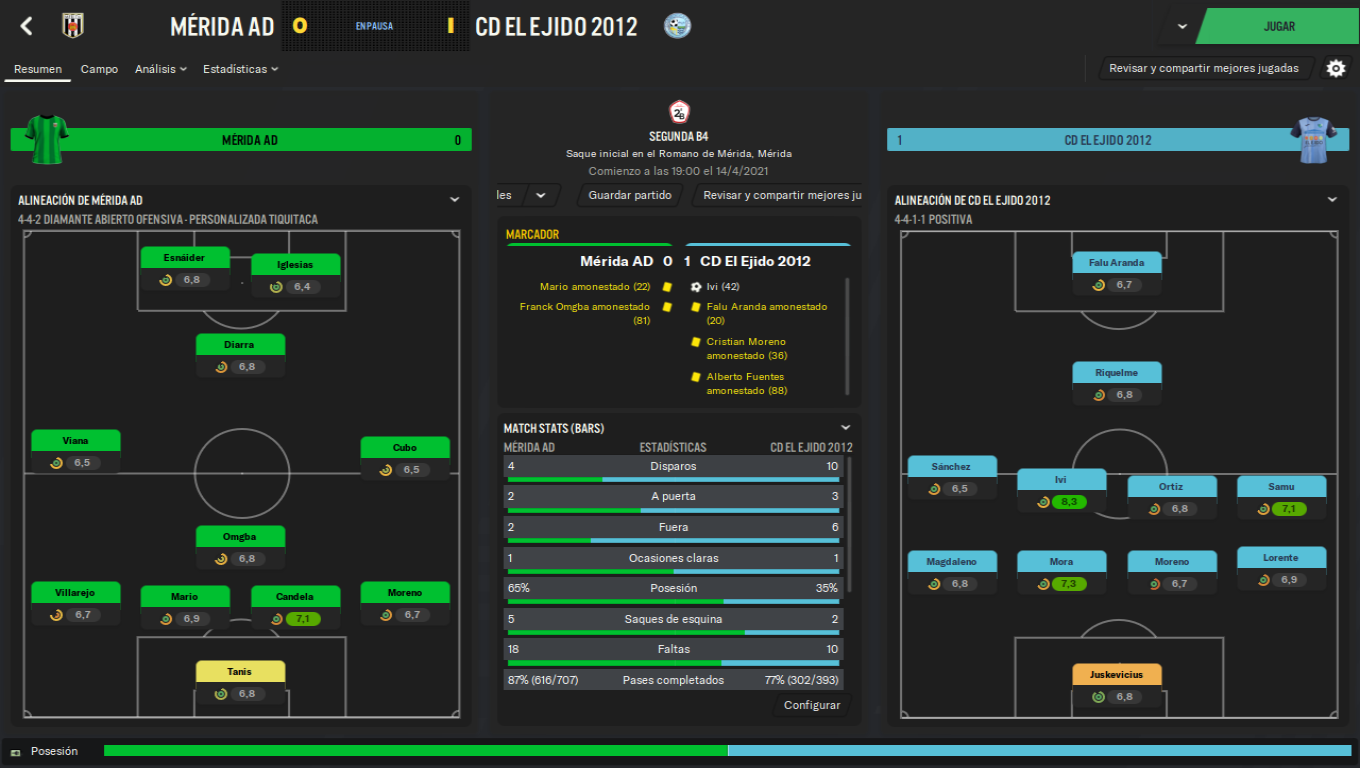 MÉRIDA AD 0 EN PAUSA 1 CD EL EJIDO 2012
JUGAR
Resumen Campo Análisis Estadísticas
Revisar y compartir mejores jugadas
MÉRIDA AD 0
ALINEACIÓN DE MÉRIDA AD
4-4-2 DIAMANTE ABIERTO OFENSIVA - PERSONALIZADA TIQUITACA
Esnáider
6,8
Iglesias
6,4
Diarra
6,8
Viana
6,5
Cubo
6,5
Omgba
6,8
Villarejo
6,7
Mario
6,9
Candela
7,1
Moreno
6,7
Tanis
6,8
2ªB
SEGUNDA B4
Saque inicial en el Romano de Mérida, Mérida
Comienzo a las 19:00 el 14/4/2021
les Guardar partido Revisar y compartir mejores ju
MARCADOR
Mérida AD 0 1 CD El Ejido 2012
Mario amonestado (22)
Franck Omgba amonestado
(81)
Ivi (42)
Falu Aranda amonestado
(20)
Cristian Moreno
amonestado (36)
Alberto Fuentes
amonestado (88)
MATCH STATS (BARS)
MÉRIDA AD ESTADÍSTICAS CD EL EJIDO 2012
4 Disparos 10
2 A puerta 3
2 Fuera 6
1 Ocasiones claras 1
65% Posesión 35%
5 Saques de esquina 2
18 Faltas 10
87% (616/707) Pases completados 77% (302/393)
Configurar
1 CD EL EJIDO 2012
ALINEACIÓN DE CD EL EJIDO 2012
4-4-1-1 POSITIVA
Falu Aranda
6,7
Riquelme
6,8
Sánchez
6,5
Ivi
8,3
Ortiz
6,8
Samu
7,1
Magdaleno
6,8
Mora
7,3
Moreno
6,7
Lorente
6,9
Juskevicius
6,8
Posesión